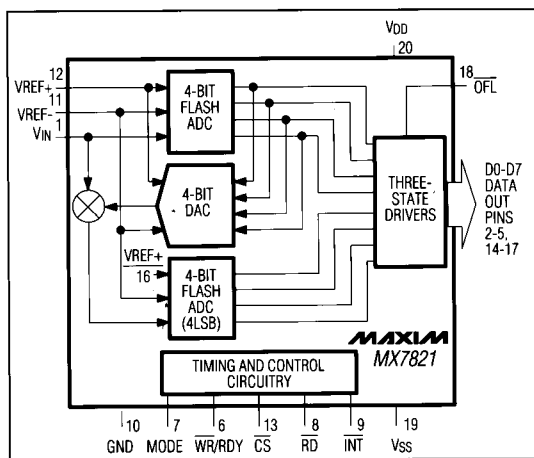 VDD
20
12
VREF+
11
VREF-
VIN 1
4-BIT
FLASH
ADC
18 OFL
4-BIT
DAC
THREE-
STATE
DRIVERS
D0-D7
DATA
OUT
PINS
2-5,
14-17
VREF+
16
4-BIT
FLASH
ADC
(4LSB)
MAXIM
MX7821
TIMING AND CONTROL
CIRCUITRY
10 7 6 13 8 9 19
GND MODE WR/RDY CS RD INT VSS